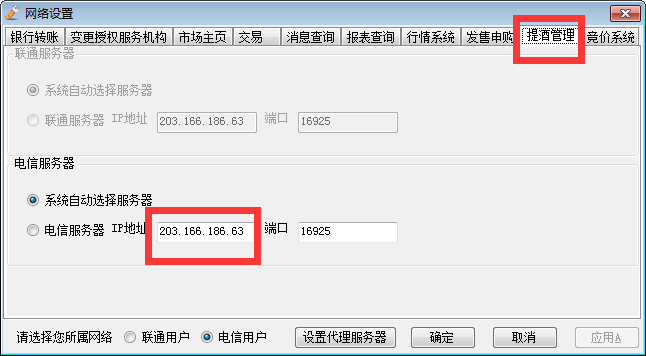 网络设置
银行转账 变更授权服务机构 市场主页 交易 消息查询 报表查询 行情系统 发售申购 提酒管理 竞价系统
联通服务器
系统自动选择服务器
联通服务器 IP地址 203.166.186.63 端口 16925
电信服务器
系统自动选择服务器
电信服务器 IP地址 203.166.186.63 端口 16925
请选择您所属网络 联通用户 电信用户 设置代理服务器 确定 取消 应用A